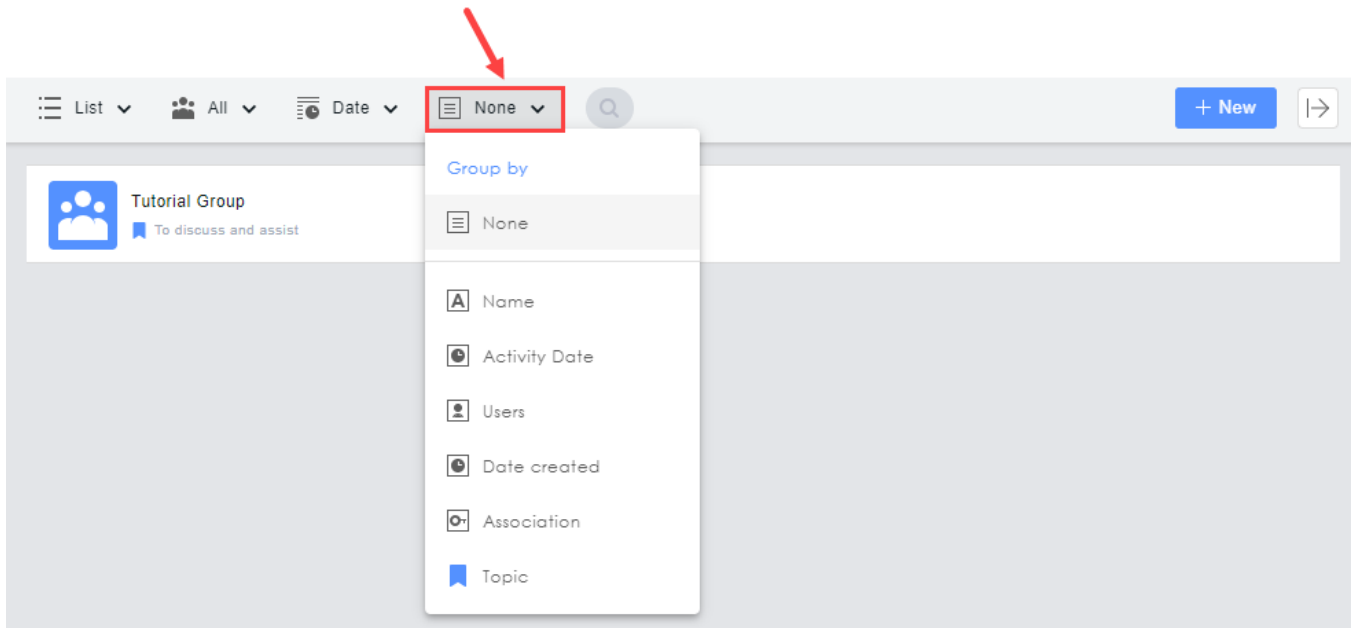 List All Date None + New
Group by
Tutorial Group
To discuss and assist
None
A Name
Activity Date
Users
Date created
Association
Topic